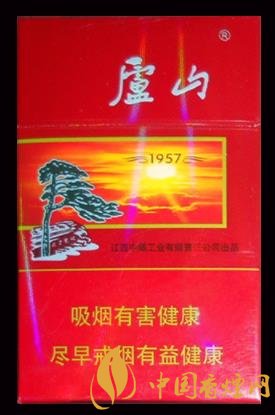 盧山
®
1957
江西中烟工业有限责任公司出品
吸烟有害健康
尽早戒烟有益健康
中国香烟网